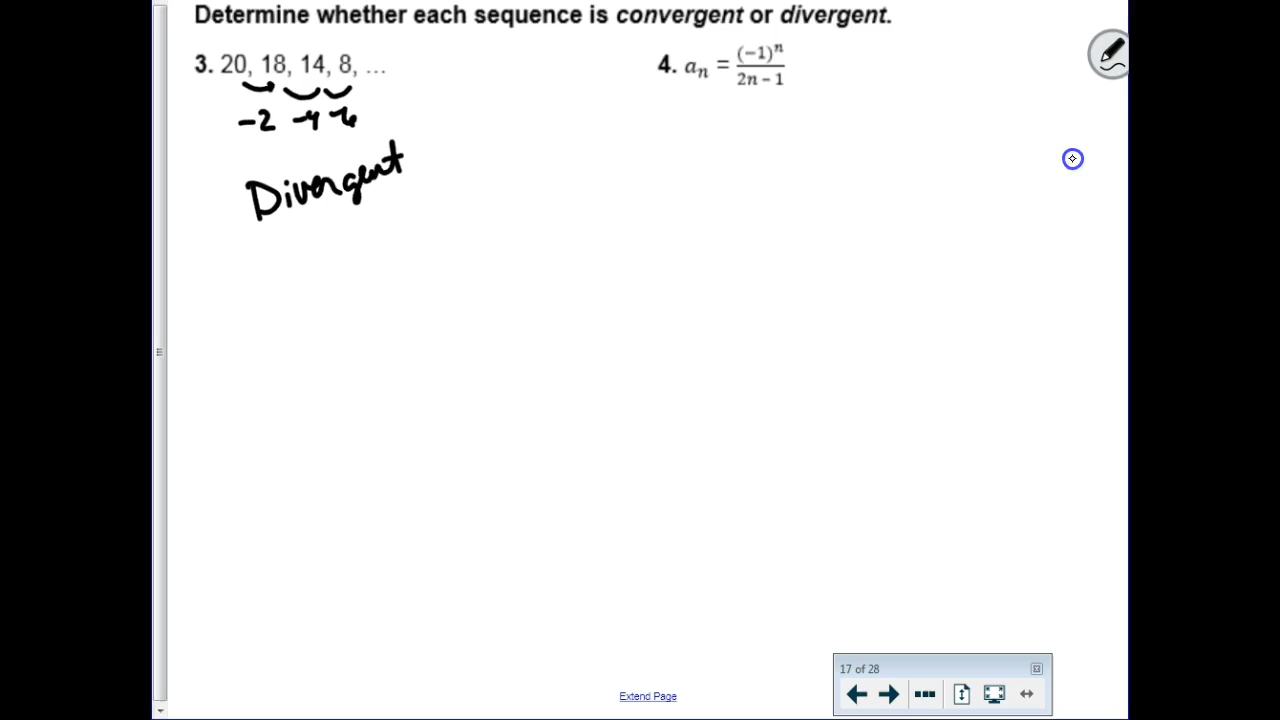 Determine whether each sequence is convergent or divergent.
3. 20, 18, 14, 8, ...
4. aₙ = (−1)ⁿ / 2n − 1
-2 -4 -6
Divergent
17 of 28
Extend Page